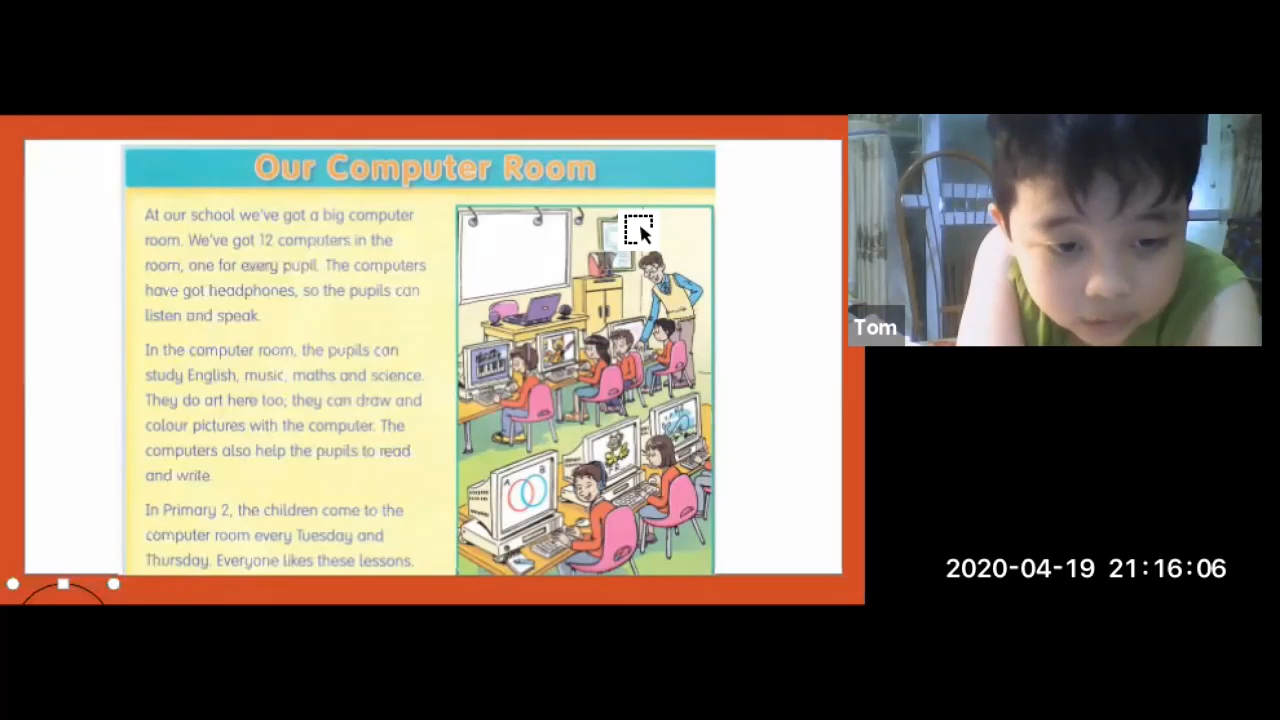 Our Computer Room
At our school we've got a big computer
room. We've got 12 computers in the
room, one for every pupil. The computers
have got headphones, so the pupils can
listen and speak.
In the computer room, the pupils can
study English, music, maths and science.
They do art here too; they can draw and
colour pictures with the computer. The
computers also help the pupils to read
and write.
In Primary 2, the children come to the
computer room every Tuesday and
Thursday. Everyone likes these lessons.
A
B
Tom
2020-04-19 21:16:06